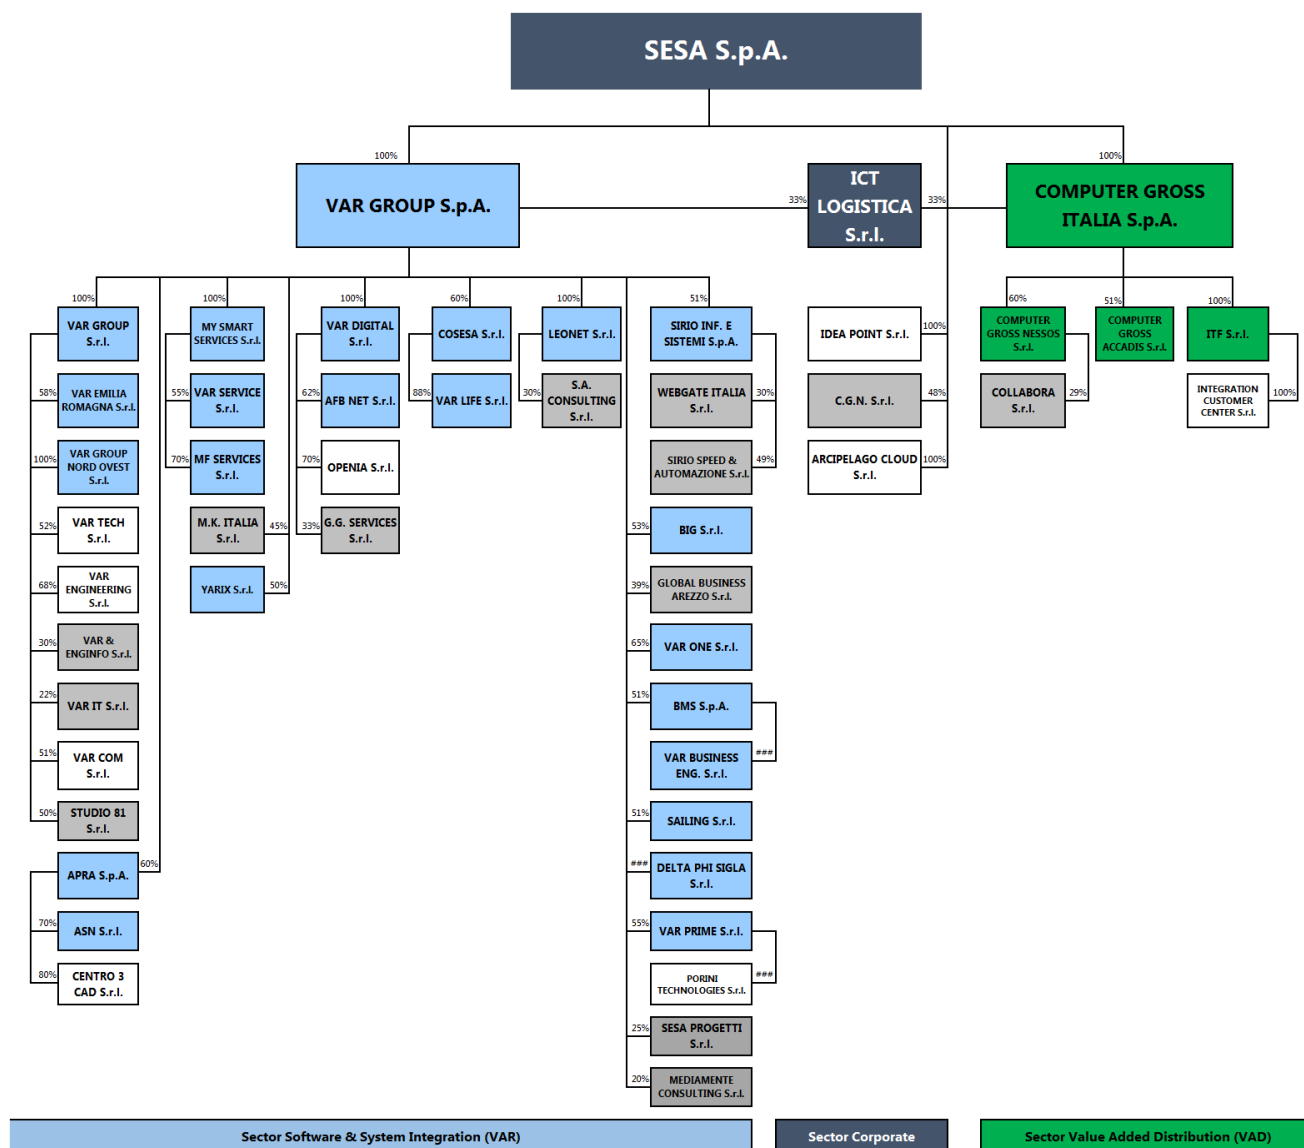 SESA S.p.A.
100%
100%
VAR GROUP S.p.A.
33%
ICT
LOGISTICA
S.r.l.
33%
COMPUTER GROSS
ITALIA S.p.A.
100%
VAR GROUP
S.r.l.
58%
VAR EMILIA
ROMAGNA S.r.l.
100%
VAR GROUP
NORD OVEST
S.r.l.
52%
VAR TECH
S.r.l.
68%
VAR
ENGINEERING
S.r.l.
30%
VAR &
ENGINFO S.r.l.
22%
VAR IT S.r.l.
51%
VAR COM
S.r.l.
50%
STUDIO 81
S.r.l.
60%
APRA S.p.A.
70%
ASN S.r.l.
80%
CENTRO 3
CAD S.r.l.
100%
MY SMART
SERVICES S.r.l.
55%
VAR SERVICE
S.r.l.
70%
MF SERVICES
S.r.l.
M.K. ITALIA
S.r.l.
45%
YARIX S.r.l.
50%
100%
VAR DIGITAL
S.r.l.
62%
AFB NET S.r.l.
70%
OPENIA S.r.l.
33%
G.G. SERVICES
S.r.l.
60%
COSESA S.r.l.
88%
VAR LIFE S.r.l.
100%
LEONET S.r.l.
30%
S.A.
CONSULTING
S.r.l.
51%
SIRIO INF. E
SISTEMI S.p.A.
WEBGATE ITALIA
S.r.l.
30%
SIRIO SPEED &
AUTOMAZIONE S.r.l.
49%
53%
BIG S.r.l.
39%
GLOBAL BUSINESS
AREZZO S.r.l.
65%
VAR ONE S.r.l.
51%
BMS S.p.A.
VAR BUSINESS
ENG. S.r.l.
###
51%
SAILING S.r.l.
###
DELTA PHI SIGLA
S.r.l.
55%
VAR PRIME S.r.l.
PORINI
TECHNOLOGIES S.r.l.
###
25%
SESA PROGETTI
S.r.l.
20%
MEDIAMENTE
CONSULTING S.r.l.
IDEA POINT S.r.l.
100%
C.G.N. S.r.l.
48%
ARCIPELAGO CLOUD
S.r.l.
100%
60%
COMPUTER
GROSS NESSOS
S.r.l.
COLLABORA
S.r.l.
29%
51%
COMPUTER
GROSS
ACCADIS S.r.l.
100%
ITF S.r.l.
INTEGRATION
CUSTOMER
CENTER S.r.l.
100%
Sector Software & System Integration (VAR)
Sector Corporate
Sector Value Added Distribution (VAD)